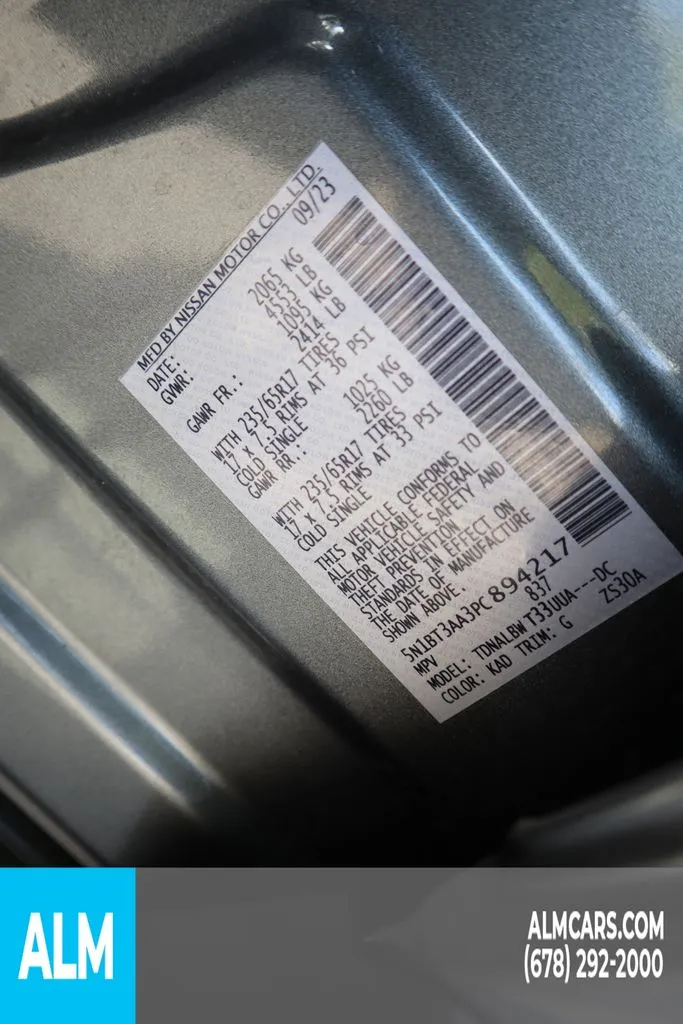 MFD BY NISSAN MOTOR CO., LTD.
DATE: 09/23
GVWR: 2065 KG
4553 LB
GAWR FR.: 1095 KG
2414 LB
WITH 235/65R17 TIRES
17 X 7.5 RIMS AT 36 PSI
COLD SINGLE
GAWR RR.: 1025 KG
2260 LB
WITH 235/65R17 TIRES
17 X 7.5 RIMS AT 33 PSI
COLD SINGLE
THIS VEHICLE CONFORMS TO
ALL APPLICABLE FEDERAL
MOTOR VEHICLE SAFETY AND
THEFT PREVENTION
STANDARDS IN EFFECT ON
THE DATE OF MANUFACTURE
SHOWN ABOVE.
5N1BT3AA3PC894217
MPV 837
MODEL: TDNALBW T33UUA---DC
COLOR: KAD TRIM: G ZS30A
ALM
ALMCARS.COM
(678) 292-2000